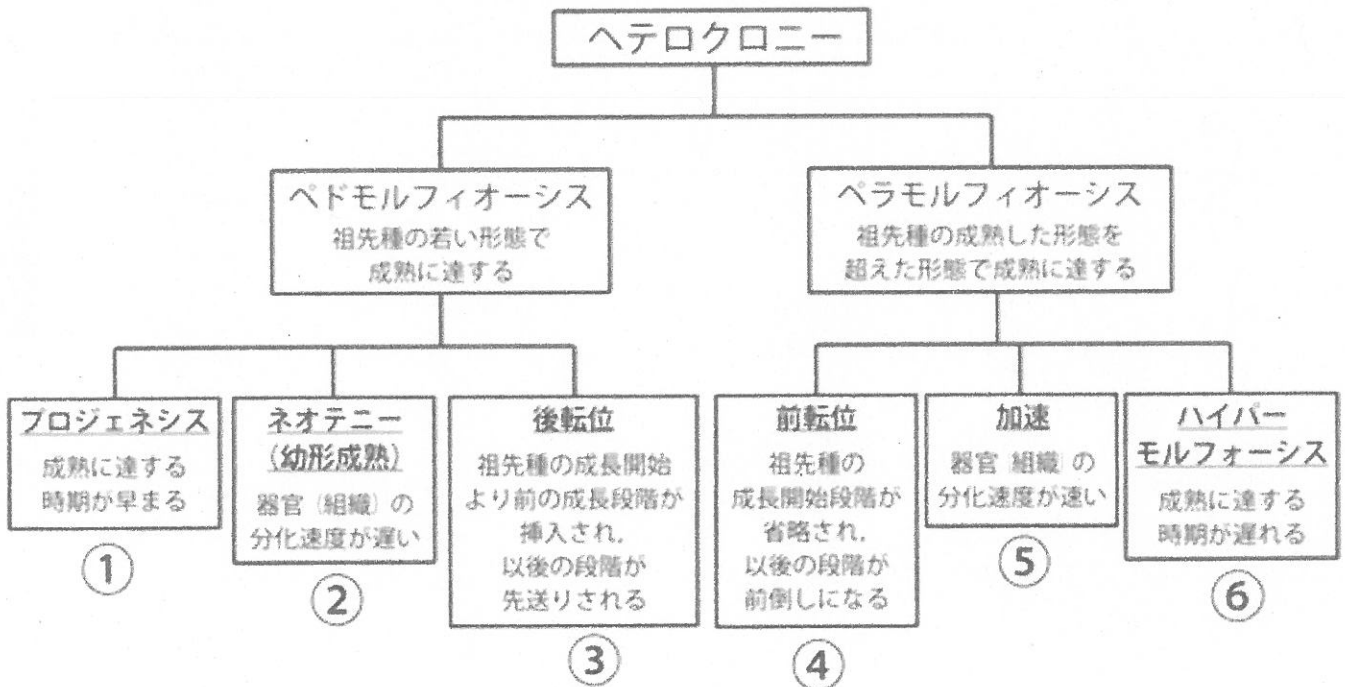 ヘテロクロニー
ペドモルフィオーシス
祖先種の若い形態で
成熟に達する
ペラモルフィオーシス
祖先種の成熟した形態を
超えた形態で成熟に達する
プロジェネシス
成熟に達する
時期が早まる
①
ネオテニー
(幼形成熟)
器官（組織）の
分化速度が遅い
②
後転位
祖先種の成長開始
より前の成長段階が
挿入され,
以後の段階が
先送りされる
③
前転位
祖先種の
成長開始段階が
省略され,
以後の段階が
前倒しになる
④
加速
器官 組織）の
分化速度が速い
⑤
ハイパー
モルフォーシス
成熟に達する
時期が遅れる
⑥